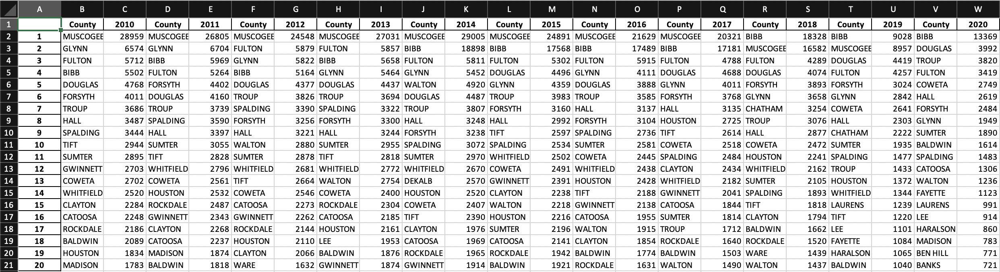 A B C D E F G H I J K L M N O P Q R S T U V W
1 County 2010 County 2011 County 2012 County 2013 County 2014 County 2015 County 2016 County 2017 County 2018 County 2019 County 2020
2 1 MUSCOGEE 28959 MUSCOGEE 26805 MUSCOGEE 24548 MUSCOGEE 27031 MUSCOGEE 29005 MUSCOGEE 24891 MUSCOGEE 21629 MUSCOGEE 20321 BIBB 18328 BIBB 9028 BIBB 13369
3 2 GLYNN 6574 GLYNN 6704 FULTON 5879 FULTON 5857 BIBB 18898 BIBB 17568 BIBB 17489 BIBB 17181 MUSCOGEE 16582 MUSCOGEE 8957 DOUGLAS 3992
4 3 FULTON 5712 BIBB 5969 GLYNN 5822 BIBB 5658 FULTON 5811 FULTON 5302 FULTON 5915 FULTON 4788 FULTON 4289 DOUGLAS 4419 TROUP 3820
5 4 BIBB 5502 FULTON 5264 BIBB 5164 GLYNN 5464 GLYNN 5452 DOUGLAS 4496 GLYNN 4111 DOUGLAS 4688 DOUGLAS 4074 FULTON 4257 FULTON 3419
6 5 DOUGLAS 4768 FORSYTH 4402 DOUGLAS 4377 DOUGLAS 4437 WALTON 4920 GLYNN 4359 DOUGLAS 3888 GLYNN 4011 FORSYTH 3893 FORSYTH 3024 COWETA 2749
7 6 FORSYTH 4011 DOUGLAS 4160 TROUP 3826 TROUP 3694 DOUGLAS 4487 TROUP 3983 TROUP 3585 FORSYTH 3768 GLYNN 3658 GLYNN 2842 HALL 2619
8 7 TROUP 3686 TROUP 3739 SPALDING 3390 SPALDING 3322 TROUP 3807 FORSYTH 3160 HALL 3137 HALL 3135 CHATHAM 3254 COWETA 2641 FORSYTH 2484
9 8 HALL 3487 SPALDING 3590 FORSYTH 3256 FORSYTH 3300 HALL 3248 HALL 2992 FORSYTH 3104 HOUSTON 2725 TROUP 3076 HALL 2303 GLYNN 1949
10 9 SPALDING 3444 HALL 3397 HALL 3221 HALL 3244 FORSYTH 3238 TIFT 2597 SPALDING 2736 TIFT 2614 HALL 2877 CHATHAM 2222 SUMTER 1890
11 10 TIFT 2944 SUMTER 3055 WALTON 2880 SUMTER 2955 SPALDING 3072 SPALDING 2534 SUMTER 2581 COWETA 2518 COWETA 2472 SUMTER 1935 BALDWIN 1614
12 11 SUMTER 2895 TIFT 2828 SUMTER 2878 TIFT 2818 SUMTER 2970 WHITFIELD 2502 COWETA 2445 SPALDING 2484 HOUSTON 2241 SPALDING 1477 SPALDING 1483
13 12 GWINNETT 2703 WHITFIELD 2796 WHITFIELD 2681 WHITFIELD 2772 WHITFIELD 2670 COWETA 2491 WHITFIELD 2438 CLAYTON 2434 WHITFIELD 2162 TROUP 1433 CATOOSA 1306
14 13 COWETA 2702 COWETA 2561 TIFT 2664 WALTON 2754 DEKALB 2570 GWINNETT 2391 HOUSTON 2428 WHITFIELD 2182 SUMTER 2105 HOUSTON 1372 WALTON 1236
15 14 WHITFIELD 2520 HOUSTON 2532 COWETA 2546 COWETA 2400 HOUSTON 2520 CLAYTON 2238 TIFT 2188 GWINNETT 2041 SPALDING 1893 WHITFIELD 1344 FAYETTE 1123
16 15 CLAYTON 2284 ROCKDALE 2487 CATOOSA 2273 ROCKDALE 2304 COWETA 2407 WALTON 2218 GWINNETT 2138 CATOOSA 1844 TIFT 1818 LAURENS 1239 LAURENS 991
17 16 CATOOSA 2248 GWINNETT 2343 GWINNETT 2262 CATOOSA 2185 TIFT 2390 HOUSTON 2216 CATOOSA 1955 SUMTER 1814 CLAYTON 1794 TIFT 1220 LEE 914
18 17 ROCKDALE 2186 CLAYTON 2268 ROCKDALE 2144 HOUSTON 2161 CLAYTON 1976 SUMTER 2196 WALTON 1915 TROUP 1712 BALDWIN 1662 LEE 1101 HARALSON 860
19 18 BALDWIN 2089 CATOOSA 2237 HOUSTON 2110 LEE 1953 CATOOSA 1969 CATOOSA 2141 CLAYTON 1854 ROCKDALE 1640 ROCKDALE 1520 FAYETTE 1084 MADISON 783
20 19 HOUSTON 1834 MADISON 1874 CLAYTON 2066 BALDWIN 1876 ROCKDALE 1965 ROCKDALE 1942 BALDWIN 1774 BALDWIN 1503 WARE 1439 HARALSON 1065 BEN HILL 771
21 20 MADISON 1783 BALDWIN 1818 WARE 1632 GWINNETT 1874 GWINNETT 1914 BALDWIN 1921 ROCKDALE 1631 WALTON 1490 WALTON 1437 BALDWIN 1040 BANKS 721